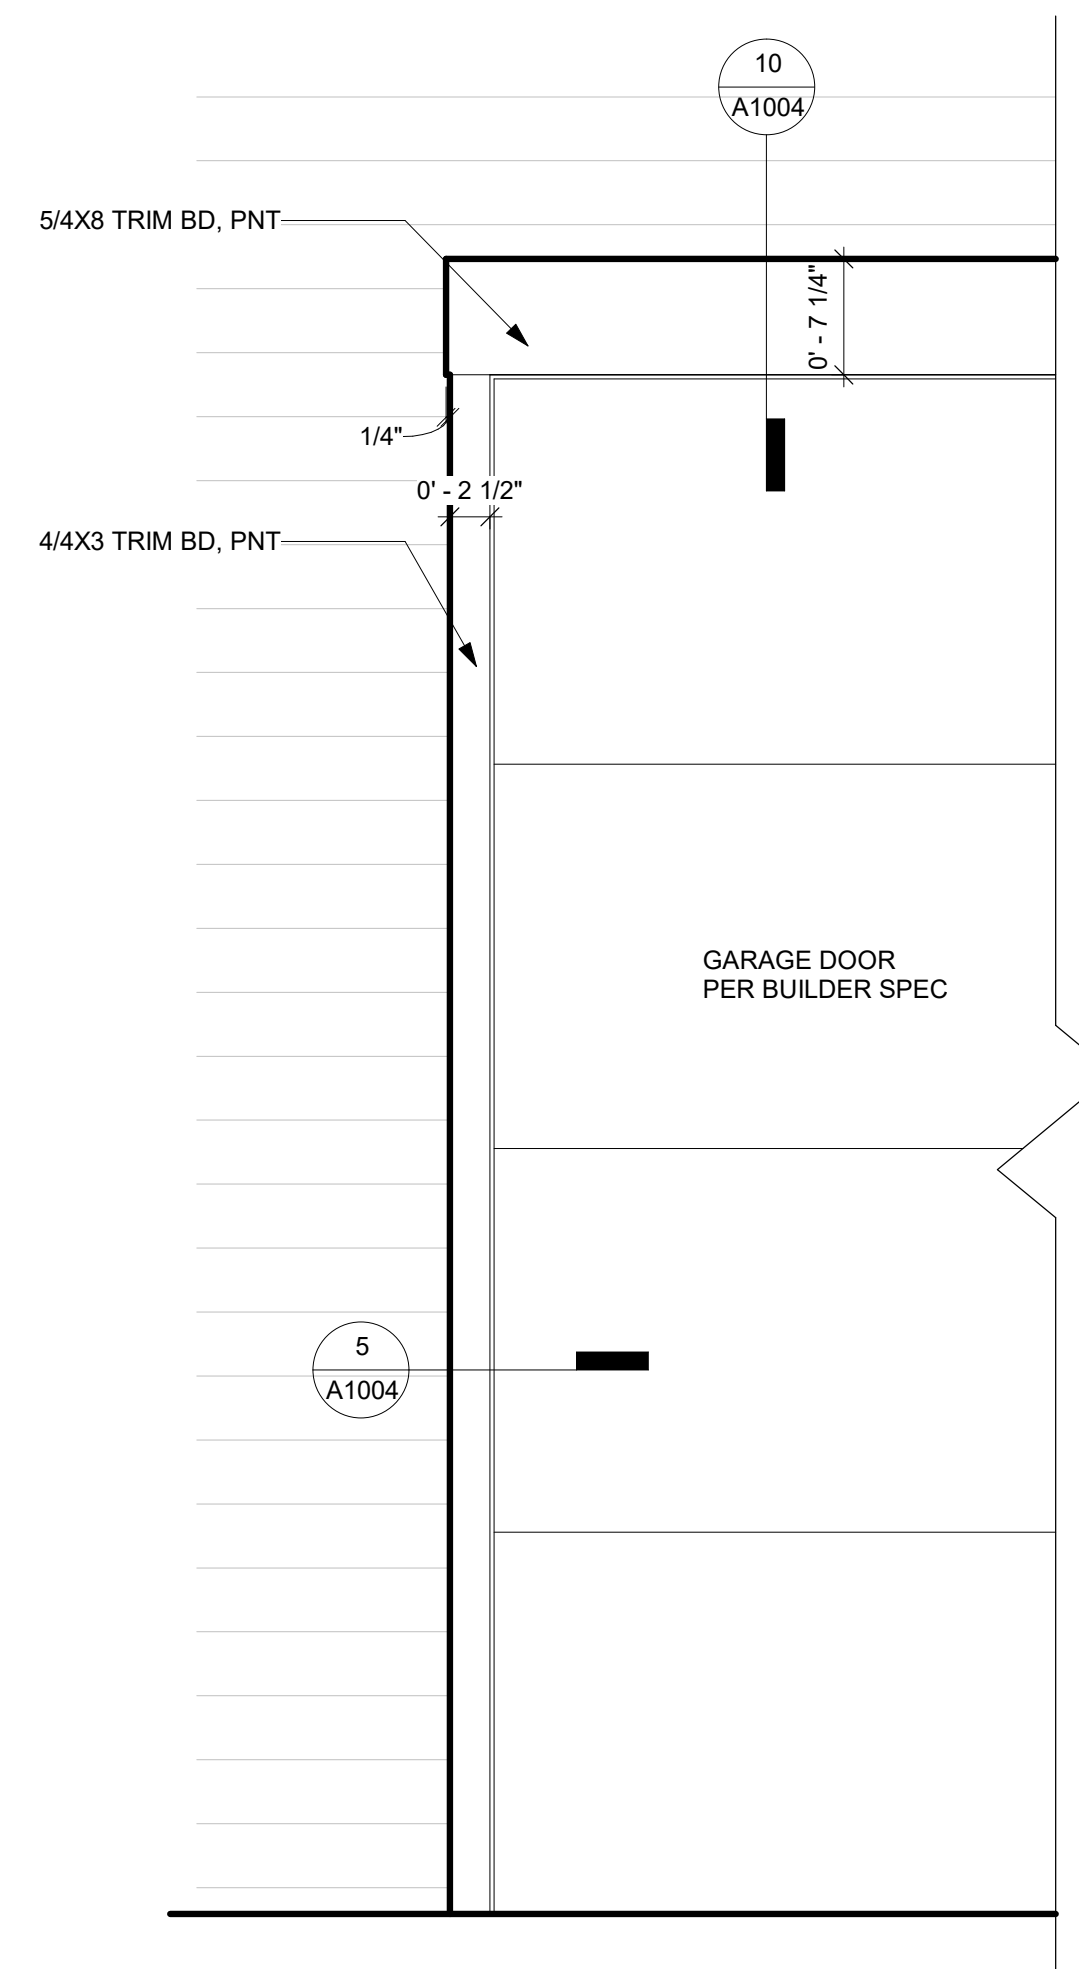 10
A1004
5/4X8 TRIM BD, PNT
0' - 7 1/4"
1/4"
0' - 2 1/2"
4/4X3 TRIM BD, PNT
GARAGE DOOR
PER BUILDER SPEC
5
A1004